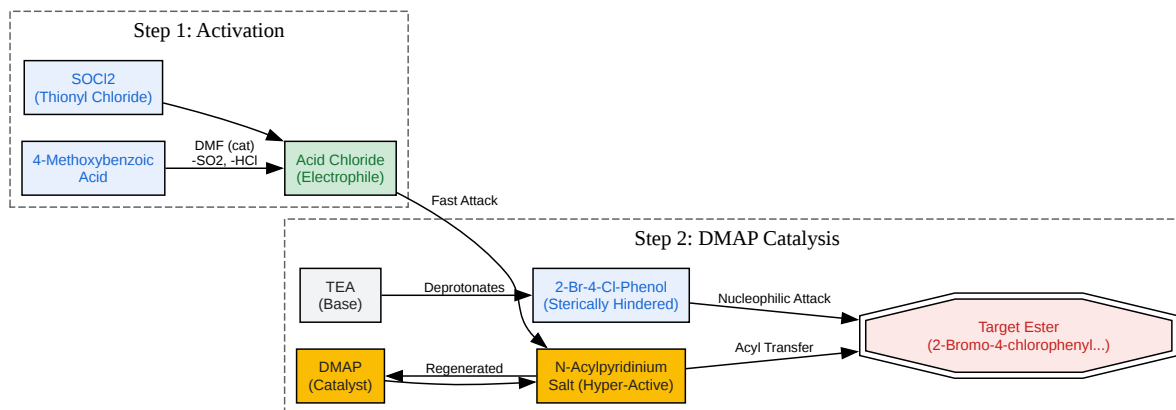 Step 1: Activation
SOCl2
(Thionyl Chloride)
4-Methoxybenzoic
Acid
DMF (cat)
-SO2, -HCl
Acid Chloride
(Electrophile)
Fast Attack
Step 2: DMAP Catalysis
TEA
(Base)
Deprotonates
2-Br-4-Cl-Phenol
(Sterically Hindered)
Nucleophilic Attack
DMAP
(Catalyst)
Regenerated
N-Acylpyridinium
Salt (Hyper-Active)
Acyl Transfer
Target Ester
(2-Bromo-4-chlorophenyl...)